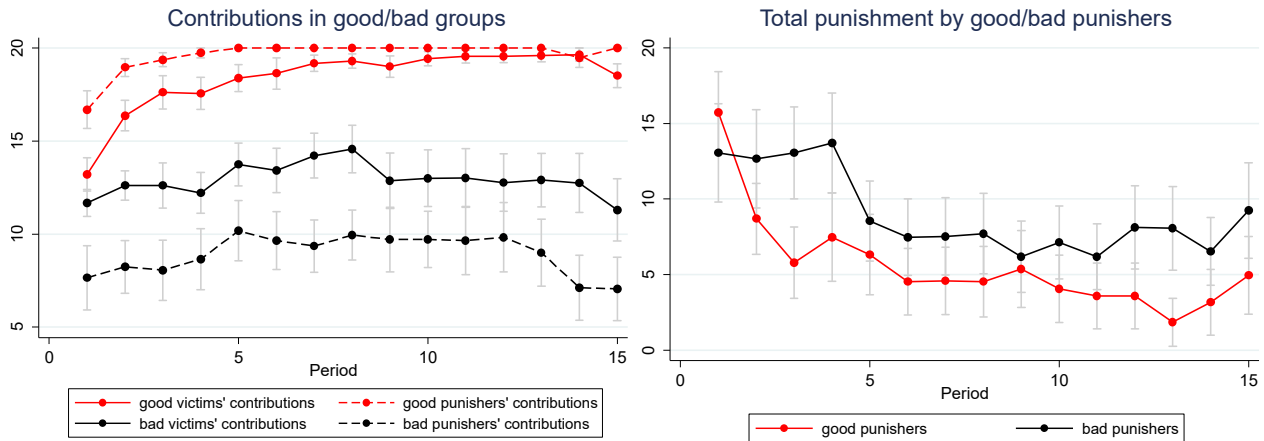 Contributions in good/bad groups
20
15
10
5
0 5 10 15
Period
good victims' contributions good punishers' contributions
bad victims' contributions bad punishers' contributions
Total punishment by good/bad punishers
20
15
10
5
0
0 5 10 15
Period
good punishers bad punishers